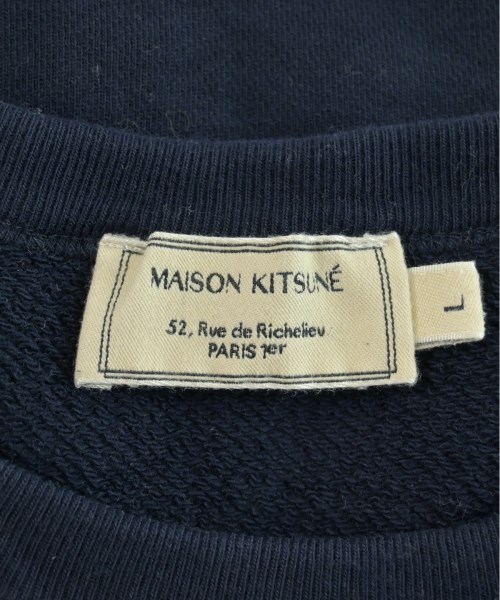 MAISON KITSUNÉ
52, Rue de Richelieu
PARIS 1er
L